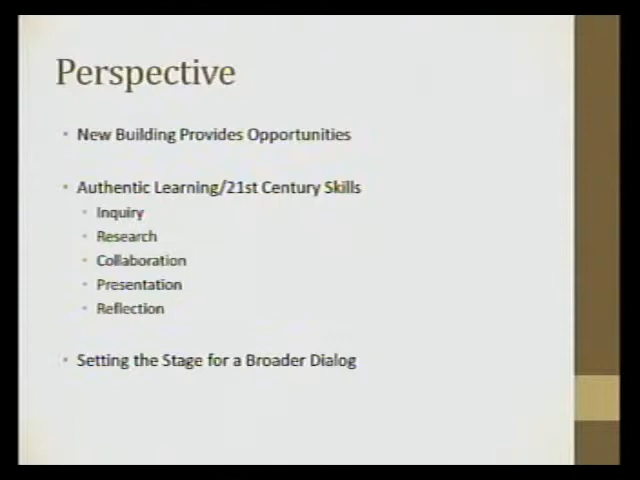 Perspective
• New Building Provides Opportunities
• Authentic Learning/21st Century Skills
• Inquiry
• Research
• Collaboration
• Presentation
• Reflection
• Setting the Stage for a Broader Dialog